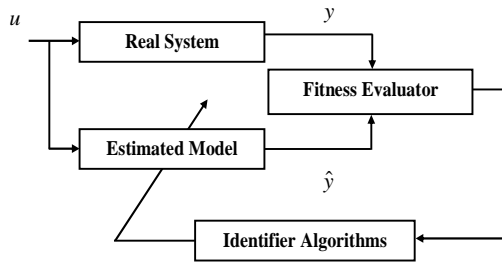 u
y
Real System
Fitness Evaluator
Estimated Model
ŷ
Identifier Algorithms